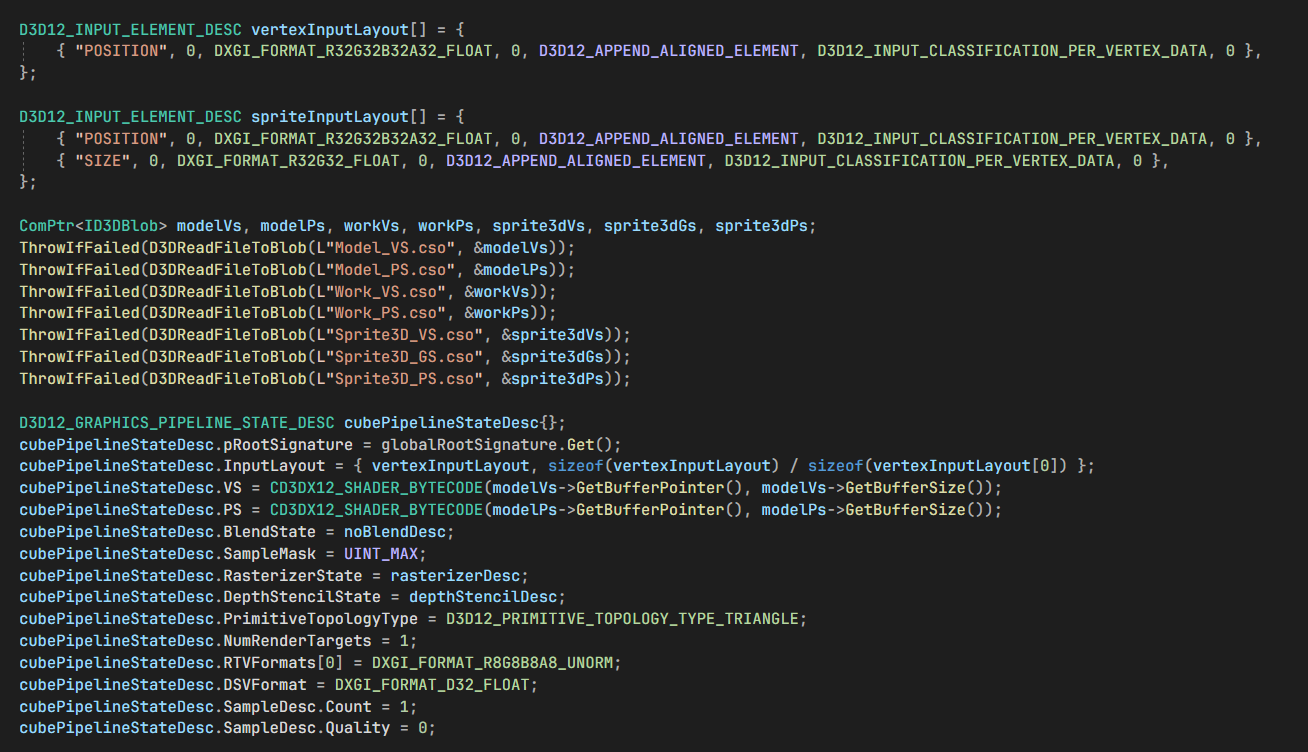 D3D12_INPUT_ELEMENT_DESC vertexInputLayout[] = {
    { "POSITION", 0, DXGI_FORMAT_R32G32B32A32_FLOAT, 0, D3D12_APPEND_ALIGNED_ELEMENT, D3D12_INPUT_CLASSIFICATION_PER_VERTEX_DATA, 0 },
};

D3D12_INPUT_ELEMENT_DESC spriteInputLayout[] = {
    { "POSITION", 0, DXGI_FORMAT_R32G32B32A32_FLOAT, 0, D3D12_APPEND_ALIGNED_ELEMENT, D3D12_INPUT_CLASSIFICATION_PER_VERTEX_DATA, 0 },
    { "SIZE", 0, DXGI_FORMAT_R32G32_FLOAT, 0, D3D12_APPEND_ALIGNED_ELEMENT, D3D12_INPUT_CLASSIFICATION_PER_VERTEX_DATA, 0 },
};

ComPtr<ID3DBlob> modelVs, modelPs, workVs, workPs, sprite3dVs, sprite3dGs, sprite3dPs;
ThrowIfFailed(D3DReadFileToBlob(L"Model_VS.cso", &modelVs));
ThrowIfFailed(D3DReadFileToBlob(L"Model_PS.cso", &modelPs));
ThrowIfFailed(D3DReadFileToBlob(L"Work_VS.cso", &workVs));
ThrowIfFailed(D3DReadFileToBlob(L"Work_PS.cso", &workPs));
ThrowIfFailed(D3DReadFileToBlob(L"Sprite3D_VS.cso", &sprite3dVs));
ThrowIfFailed(D3DReadFileToBlob(L"Sprite3D_GS.cso", &sprite3dGs));
ThrowIfFailed(D3DReadFileToBlob(L"Sprite3D_PS.cso", &sprite3dPs));

D3D12_GRAPHICS_PIPELINE_STATE_DESC cubePipelineStateDesc{};
cubePipelineStateDesc.pRootSignature = globalRootSignature.Get();
cubePipelineStateDesc.InputLayout = { vertexInputLayout, sizeof(vertexInputLayout) / sizeof(vertexInputLayout[0]) };
cubePipelineStateDesc.VS = CD3DX12_SHADER_BYTECODE(modelVs->GetBufferPointer(), modelVs->GetBufferSize());
cubePipelineStateDesc.PS = CD3DX12_SHADER_BYTECODE(modelPs->GetBufferPointer(), modelPs->GetBufferSize());
cubePipelineStateDesc.BlendState = noBlendDesc;
cubePipelineStateDesc.SampleMask = UINT_MAX;
cubePipelineStateDesc.RasterizerState = rasterizerDesc;
cubePipelineStateDesc.DepthStencilState = depthStencilDesc;
cubePipelineStateDesc.PrimitiveTopologyType = D3D12_PRIMITIVE_TOPOLOGY_TYPE_TRIANGLE;
cubePipelineStateDesc.NumRenderTargets = 1;
cubePipelineStateDesc.RTVFormats[0] = DXGI_FORMAT_R8G8B8A8_UNORM;
cubePipelineStateDesc.DSVFormat = DXGI_FORMAT_D32_FLOAT;
cubePipelineStateDesc.SampleDesc.Count = 1;
cubePipelineStateDesc.SampleDesc.Quality = 0;